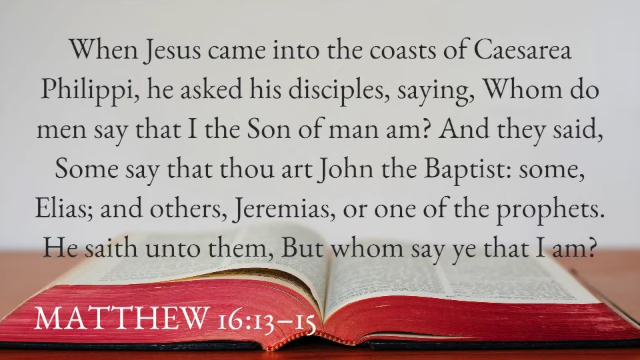 When Jesus came into the coasts of Caesarea
Philippi, he asked his disciples, saying, Whom do
men say that I the Son of man am? And they said,
Some say that thou art John the Baptist: some,
Elias; and others, Jeremias, or one of the prophets.
He saith unto them, But whom say ye that I am?
MATTHEW 16:13–15